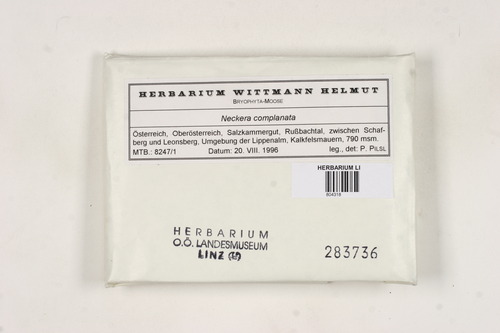 HERBARIUM WITTMANN HELMUT
BRYOPHYTA-MOOSE
Neckera complanata
Österreich, Oberösterreich, Salzkammergut, Rußbachtal, zwischen Schaf-
berg und Leonsberg, Umgebung der Lippenalm, Kalkfelsmauern, 790 msm.
MTB.: 8247/1 Datum: 20. VIII. 1996 leg., det: P. PILSL
HERBARIUM LI
604378
HERBARIUM
O.Ö. LANDESMUSEUM
LINZ
283736